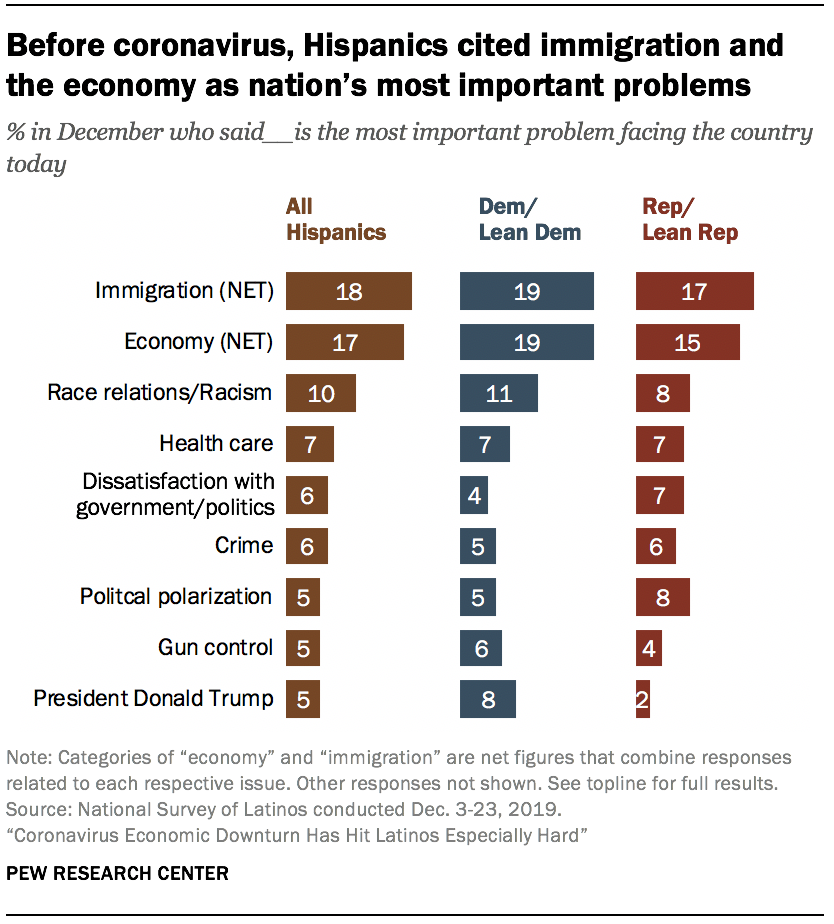 Before coronavirus, Hispanics cited immigration and
the economy as nation's most important problems
% in December who said__is the most important problem facing the country
today
All Hispanics Dem/ Lean Dem Rep/ Lean Rep
Immigration (NET) 18 19 17
Economy (NET) 17 19 15
Race relations/Racism 10 11 8
Health care 7 7 7
Dissatisfaction with
government/politics 6 4 7
Crime 6 5 6
Politcal polarization 5 5 8
Gun control 5 6 4
President Donald Trump 5 8 2
Note: Categories of “economy” and “immigration” are net figures that combine responses
related to each respective issue. Other responses not shown. See topline for full results.
Source: National Survey of Latinos conducted Dec. 3-23, 2019.
“Coronavirus Economic Downturn Has Hit Latinos Especially Hard”
PEW RESEARCH CENTER